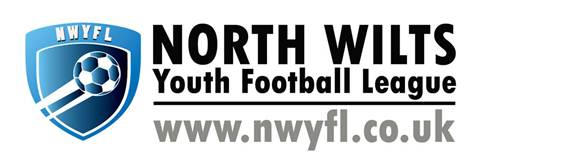 NWYFL
NORTH WILTS
Youth Football League
www.nwyfl.co.uk